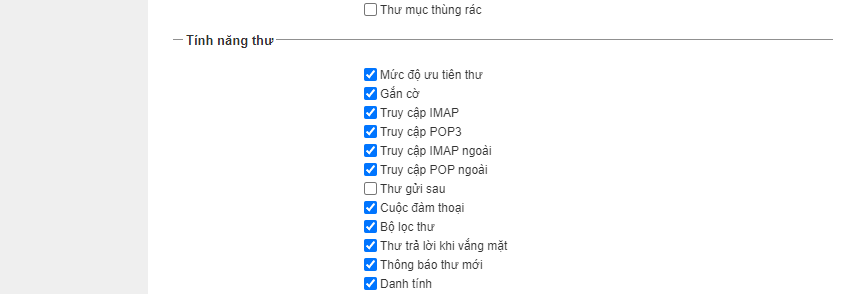 Thư mục thùng rác
Tính năng thư
Mức độ ưu tiên thư
Gắn cờ
Truy cập IMAP
Truy cập POP3
Truy cập IMAP ngoài
Truy cập POP ngoài
Thư gửi sau
Cuộc đàm thoại
Bộ lọc thư
Thư trả lời khi vắng mặt
Thông báo thư mới
Danh tính